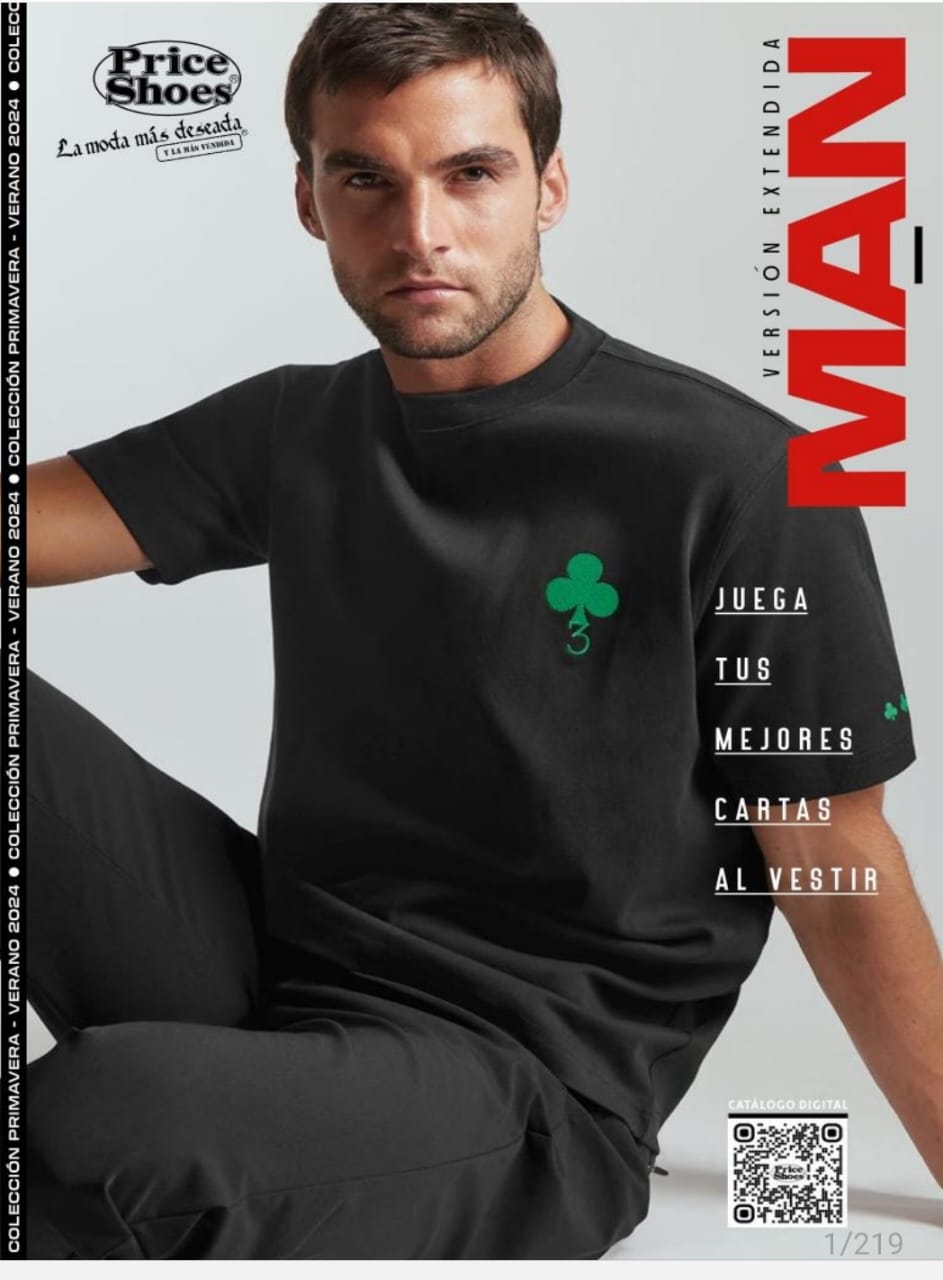 COLECCIÓN PRIMAVERA - VERANO 2024 ● COLECCIÓN PRIMAVERA - VERANO 2024 ● COLECCIÓN PRIMAVERA - VERANO 2024 ● COLECC
Price
Shoes®
La moda más deseada®
Y LA MÁS VENDIDA
VERSIÓN EXTENDIDA
MAN
3
JUEGA
TUS
MEJORES
CARTAS
AL VESTIR
CATÁLOGO DIGITAL
Price
Shoes
1/219